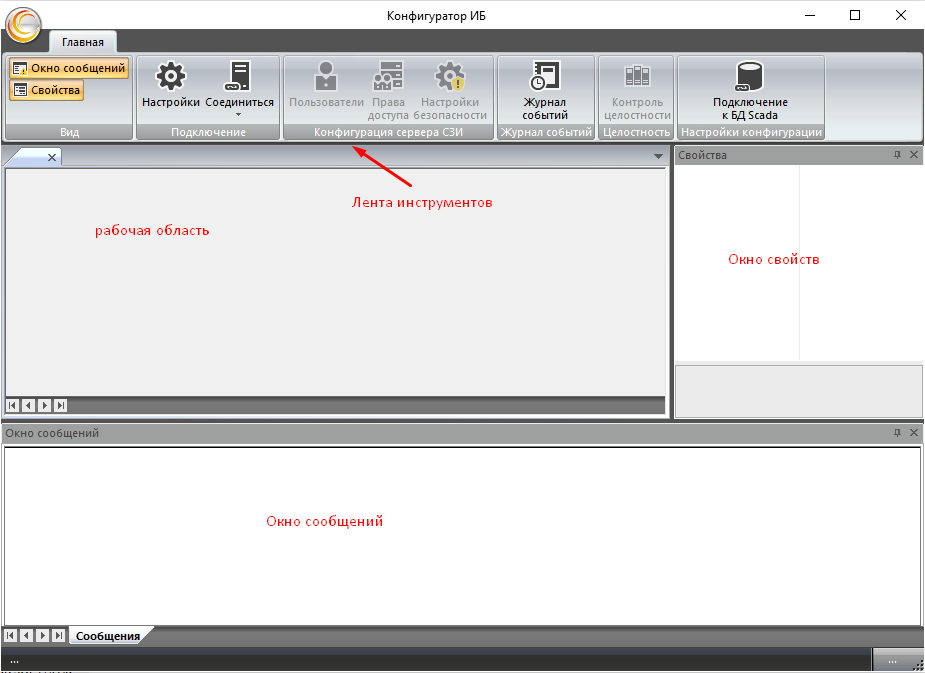 Конфигуратор ИБ
Главная
Окно сообщений
Свойства
Вид
Настройки
Соединиться
Подключение
Пользователи
Права
доступа
Настройки
безопасности
Конфигурация сервера СЗИ
Журнал
событий
Журнал событий
Контроль
целостности
Целостность
Подключение
к БД Scada
Настройки конфигурации
Лента инструментов
рабочая область
Свойства
Окно свойств
Окно сообщений
Окно сообщений
Сообщения
...
...